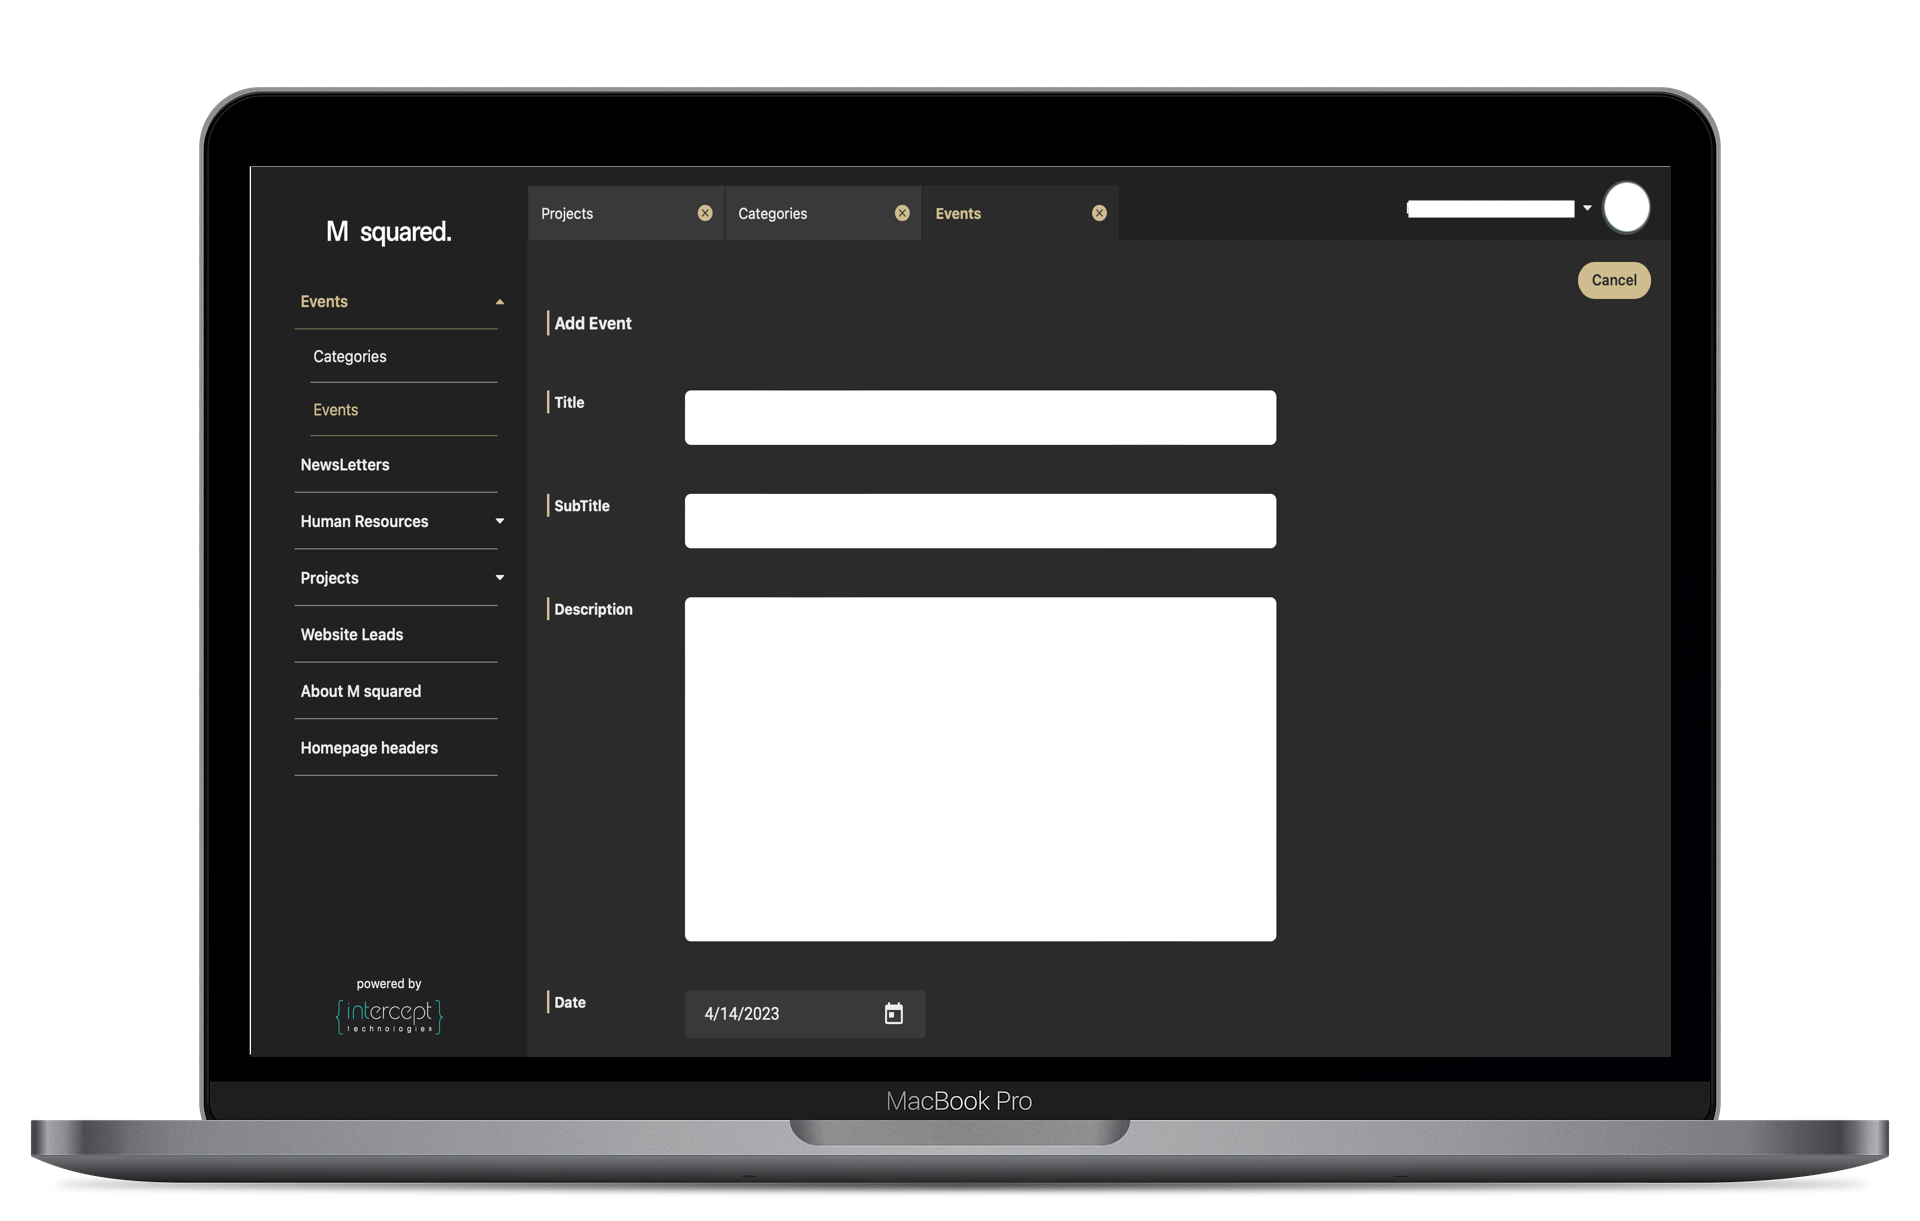 M squared.
Events
Categories
Events
NewsLetters
Human Resources
Projects
Website Leads
About M squared
Homepage headers
powered by
{intercept}
technologies
Projects
Categories
Events
Cancel
Add Event
Title
SubTitle
Description
Date
4/14/2023
MacBook Pro